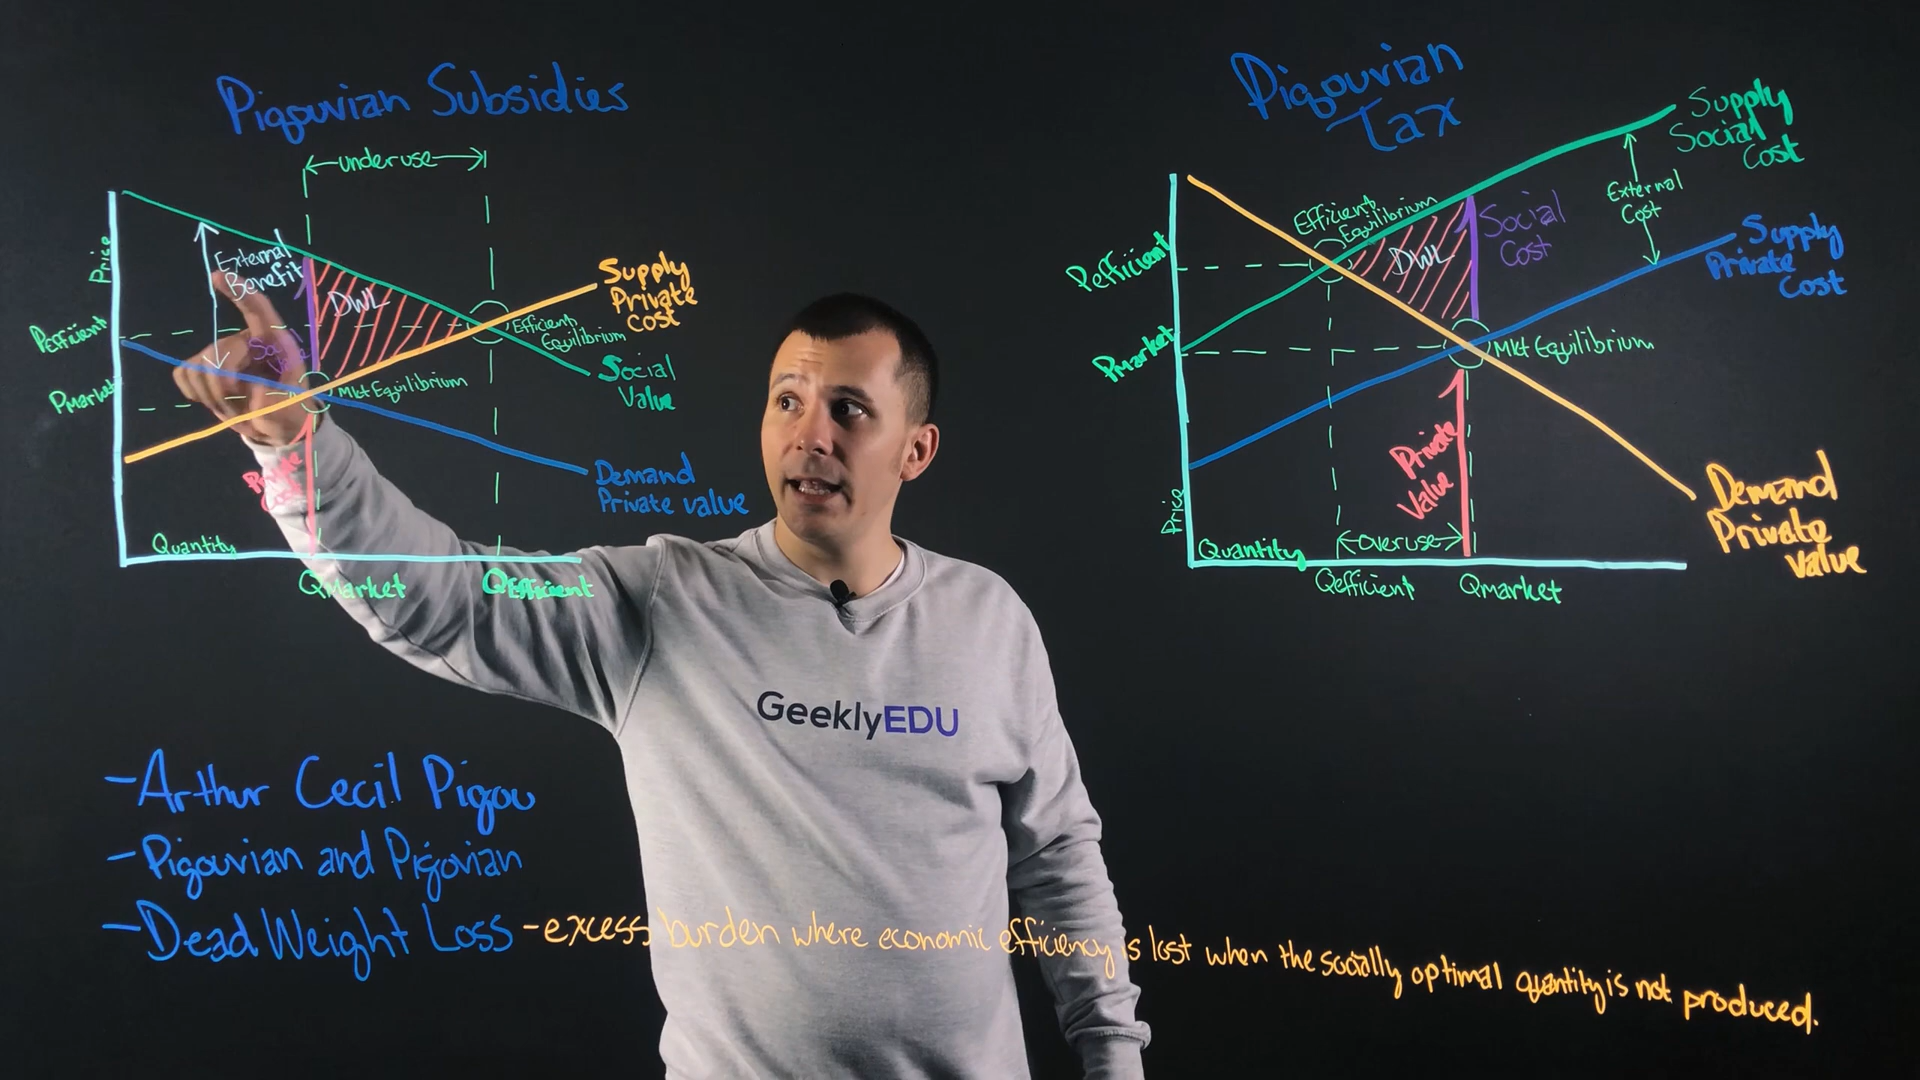 Pigouvian Subsidies
under use
Price
External
Benefit
DWL
Supply
Private
Cost
Pefficient
Efficient
Equilibrium
Social
Value
Pmarket
Mkt Equilibrium
Demand
Private value
Cost
Quantity
QMarket
QEfficient
Pigouvian
Tax
Supply
Social
Cost
External
Cost
Efficient
Equilibrium
Social
Cost
DWL
Supply
Private
Cost
Pefficient
Pmarket
Mkt Equilibrium
Private
Value
Demand
Private
Value
Price
Quantity
overuse
Qefficient
Qmarket
GeeklyEDU
-Arthur Cecil Pigou
-Pigouvian and Pigovian
-Dead Weight Loss -excess burden where economic efficiency is lost when the socially optimal quantity is not produced.